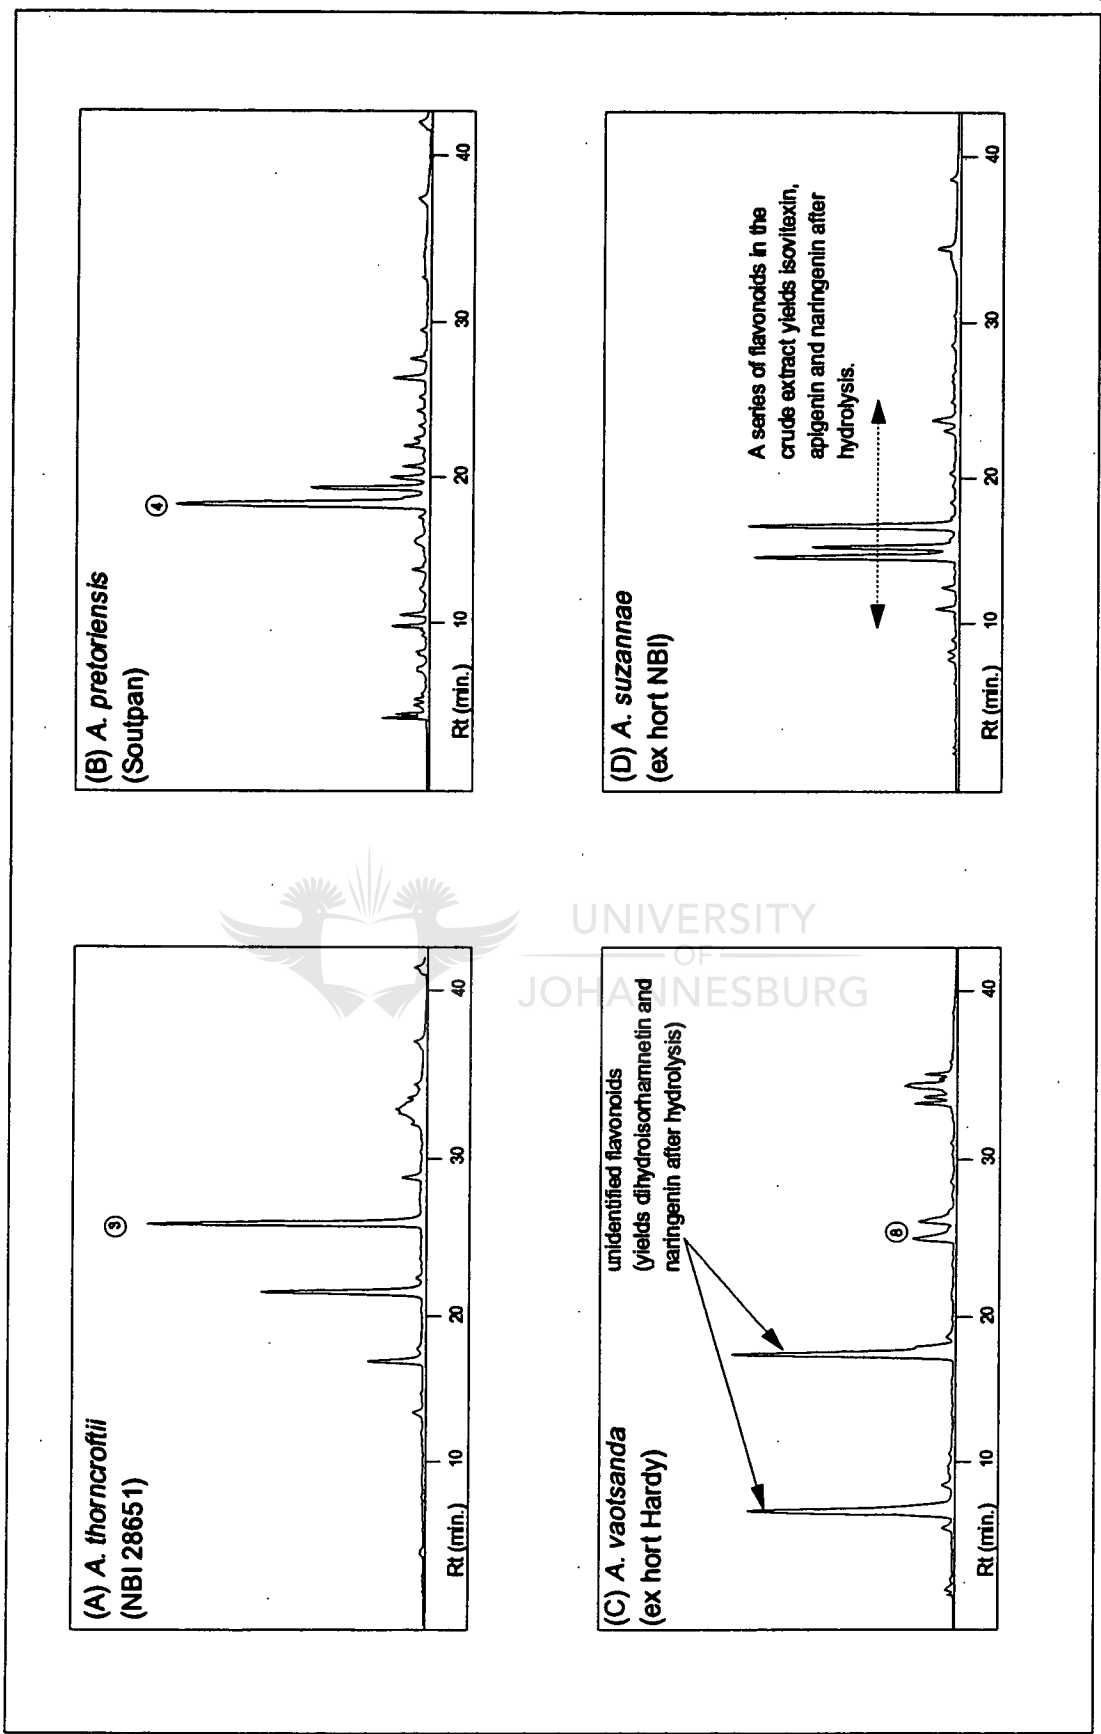 (A) A. thorncroftii
(NBI 28651)
3
Rt (min.)
10
20
30
40
(B) A. pretoriensis
(Soutpan)
4
Rt (min.)
10
20
30
40
(C) A. vaotsanda
(ex hort Hardy)
unidentified flavonoids
(yields dihydroisorhamnetin and
naringenin after hydrolysis)
8
Rt (min.)
10
20
30
40
(D) A. suzannae
(ex hort NBI)
A series of flavonoids in the
crude extract yields isovitexin,
apigenin and naringenin after
hydrolysis.
Rt (min.)
10
20
30
40
UNIVERSITY
OF
JOHANNESBURG